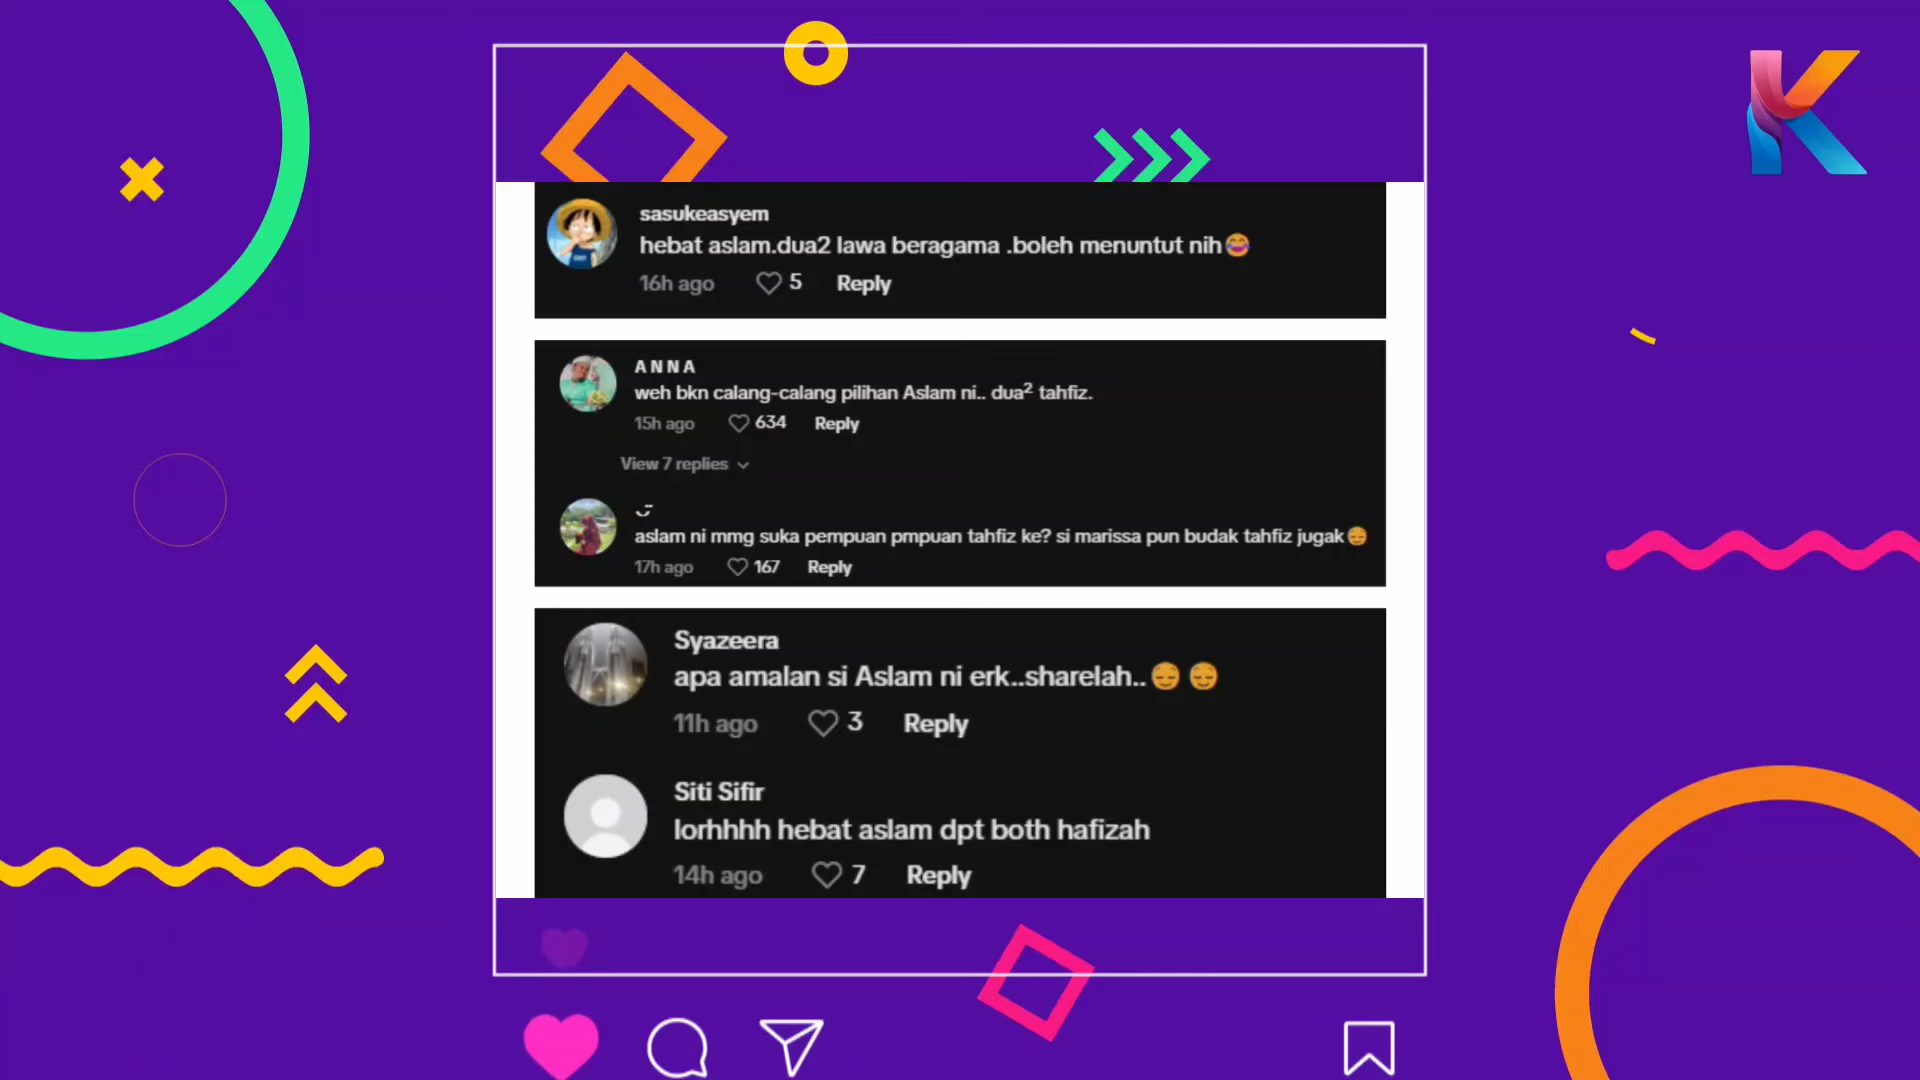 sasukeasyem
hebat aslam.dua2 lawa beragama .boleh menuntut nih😂
16h ago 5 Reply
A N N A
weh bkn calang-calang pilihan Aslam ni.. dua² tahfiz.
15h ago 634 Reply
View 7 replies
aslam ni mmg suka pempuan pmpuan tahfiz ke? si marissa pun budak tahfiz jugak😌
17h ago 167 Reply
Syazeera
apa amalan si Aslam ni erk..sharelah..😌😌
11h ago 3 Reply
Siti Sifir
lorhhhh hebat aslam dpt both hafizah
14h ago 7 Reply